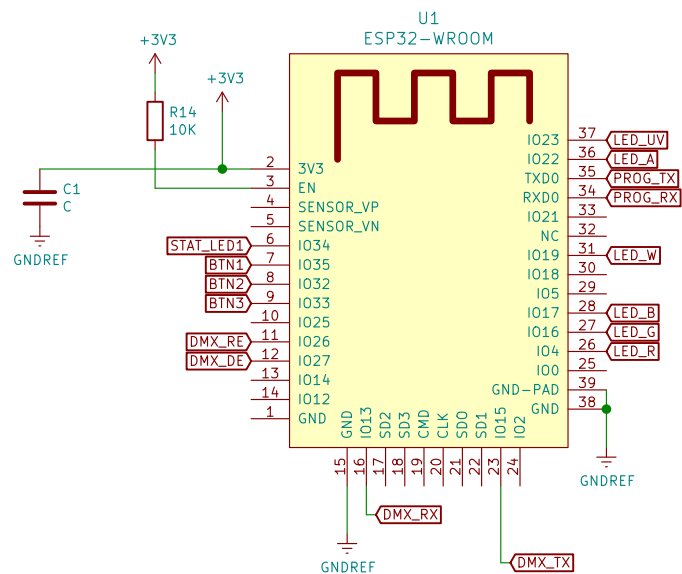 U1
ESP32-WROOM
+3V3
+3V3
R14
10K
C1
C
GNDREF
2 3V3
3 EN
4 SENSOR_VP
5 SENSOR_VN
STAT_LED1 6 IO34
BTN1 7 IO35
BTN2 8 IO32
BTN3 9 IO33
10 IO25
DMX_RE 11 IO26
DMX_DE 12 IO27
13 IO14
14 IO12
1 GND
IO23 37 LED_UV
IO22 36 LED_A
TXD0 35 PROG_TX
RXD0 34 PROG_RX
IO21 33
NC 32
IO19 31 LED_W
IO18 30
IO5 29
IO17 28 LED_B
IO16 27 LED_G
IO4 26 LED_R
IO0 25
GND-PAD 39
GND 38
GND 15
IO13 16
SD2 17
SD3 18
CMD 19
CLK 20
SD0 21
SD1 22
IO15 23
IO2 24
GNDREF
DMX_RX
DMX_TX
GNDREF